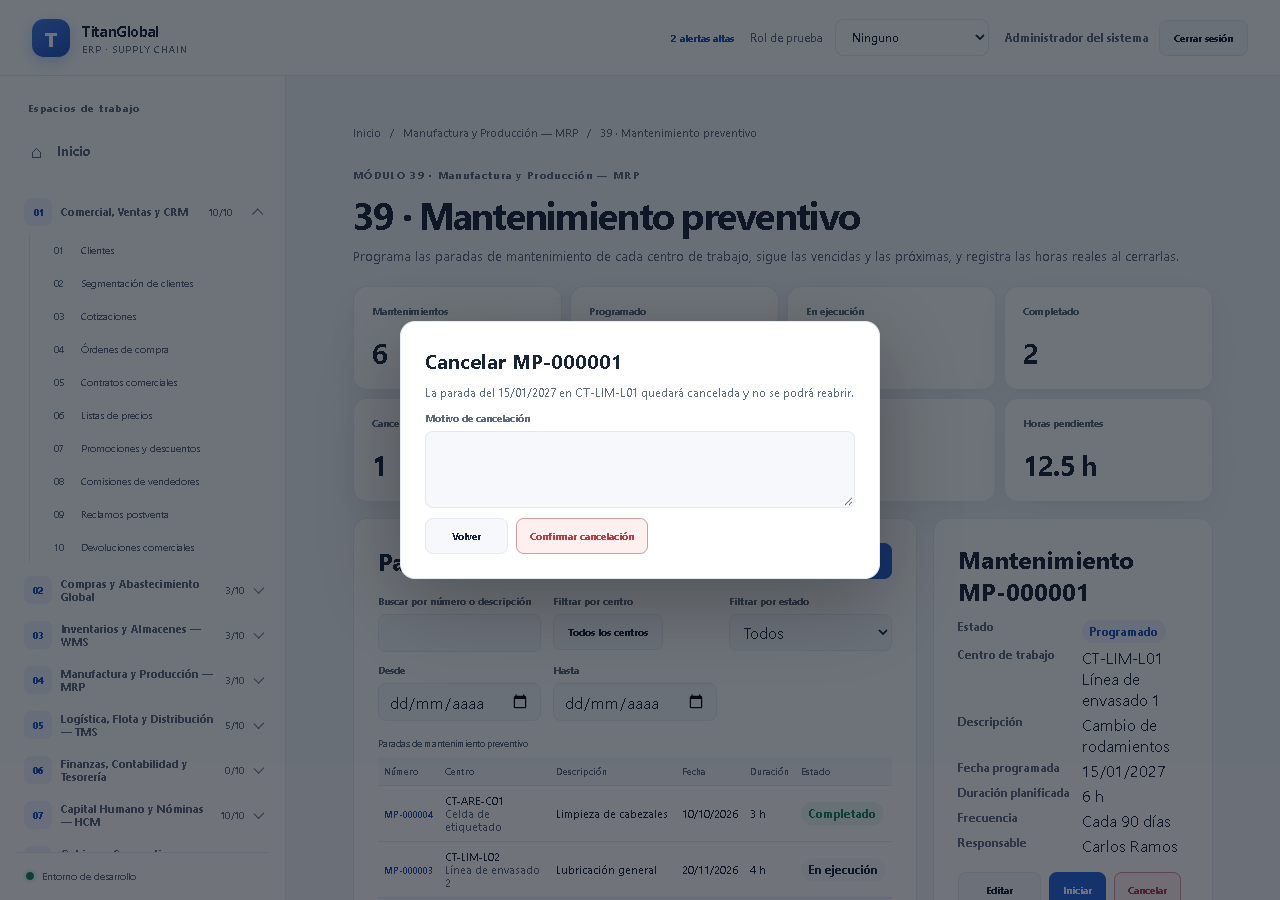 T
TitanGlobal
ERP · SUPPLY CHAIN
2 alertas altas
Rol de prueba
Ninguno
Administrador del sistema
Cerrar sesión
Espacios de trabajo
Inicio
01 Comercial, Ventas y CRM 10/10
01 Clientes
02 Segmentación de clientes
03 Cotizaciones
04 Órdenes de compra
05 Contratos comerciales
06 Listas de precios
07 Promociones y descuentos
08 Comisiones de vendedores
09 Reclamos postventa
10 Devoluciones comerciales
02 Compras y Abastecimiento Global 3/10
03 Inventarios y Almacenes — WMS 3/10
04 Manufactura y Producción — MRP 3/10
05 Logística, Flota y Distribución — TMS 5/10
06 Finanzas, Contabilidad y Tesorería 0/10
07 Capital Humano y Nóminas — HCM 10/10
Entorno de desarrollo
Inicio / Manufactura y Producción — MRP / 39 · Mantenimiento preventivo
MÓDULO 39 · Manufactura y Producción — MRP
39 · Mantenimiento preventivo
Programa las paradas de mantenimiento de cada centro de trabajo, sigue las vencidas y las próximas, y registra las horas reales al cerrarlas.
Mantenimientos
6
Programado
En ejecución
Completado
2
1
Horas pendientes
12.5 h
Cancelar MP-000001
La parada del 15/01/2027 en CT-LIM-L01 quedará cancelada y no se podrá reabrir.
Motivo de cancelación
Volver
Confirmar cancelación
Buscar por número o descripción
Filtrar por centro
Todos los centros
Filtrar por estado
Todos
Desde
dd/mm/aaaa
Hasta
dd/mm/aaaa
Paradas de mantenimiento preventivo
Número Centro Descripción Fecha Duración Estado
MP-000004 CT-ARE-C01 Celda de etiquetado Limpieza de cabezales 10/10/2026 3 h Completado
MP-000003 CT-LIM-L02 Línea de envasado 2 Lubricación general 20/11/2026 4 h En ejecución
Mantenimiento
MP-000001
Estado Programado
Centro de trabajo CT-LIM-L01
Línea de
envasado 1
Descripción Cambio de
rodamientos
Fecha programada 15/01/2027
Duración planificada 6 h
Frecuencia Cada 90 días
Responsable Carlos Ramos
Editar
Iniciar
Cancelar